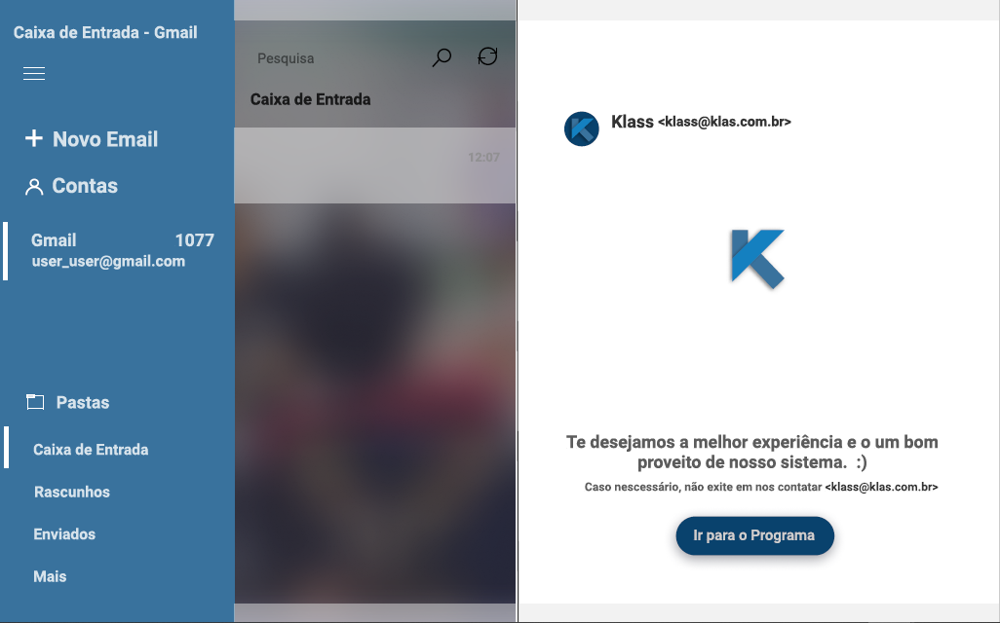 Caixa de Entrada - Gmail
Novo Email
Contas
Gmail 1077
user_user@gmail.com
Pastas
Caixa de Entrada
Rascunhos
Enviados
Mais
Pesquisa
Caixa de Entrada
12:07
Klass <klass@klas.com.br>
Te desejamos a melhor experiência e o um bom
proveito de nosso sistema. :)
Caso nescessário, não exite em nos contatar <klass@klas.com.br>
Ir para o Programa